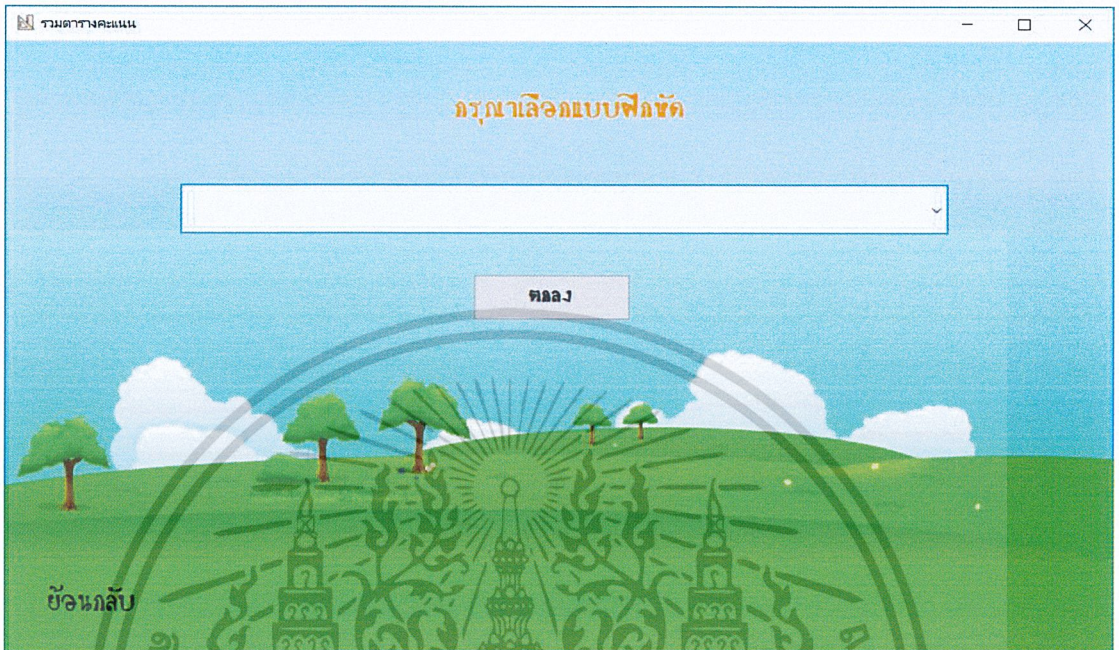 รวมตารางคะแนน
กรุณาเลือกแบบฝึกหัด
ตกลง
ย้อนกลับ